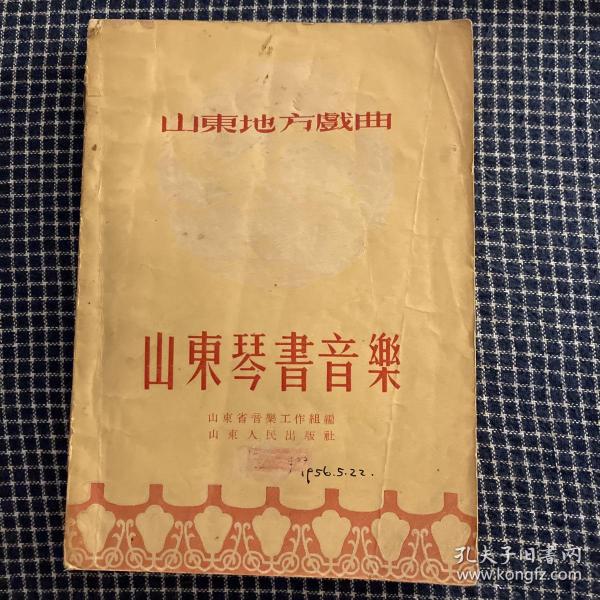 山東地方戲曲
山東琴書音樂
山東省音樂工作組編
山東人民出版社
1956.5.22.
孔夫子旧書网
www.kongfz.com